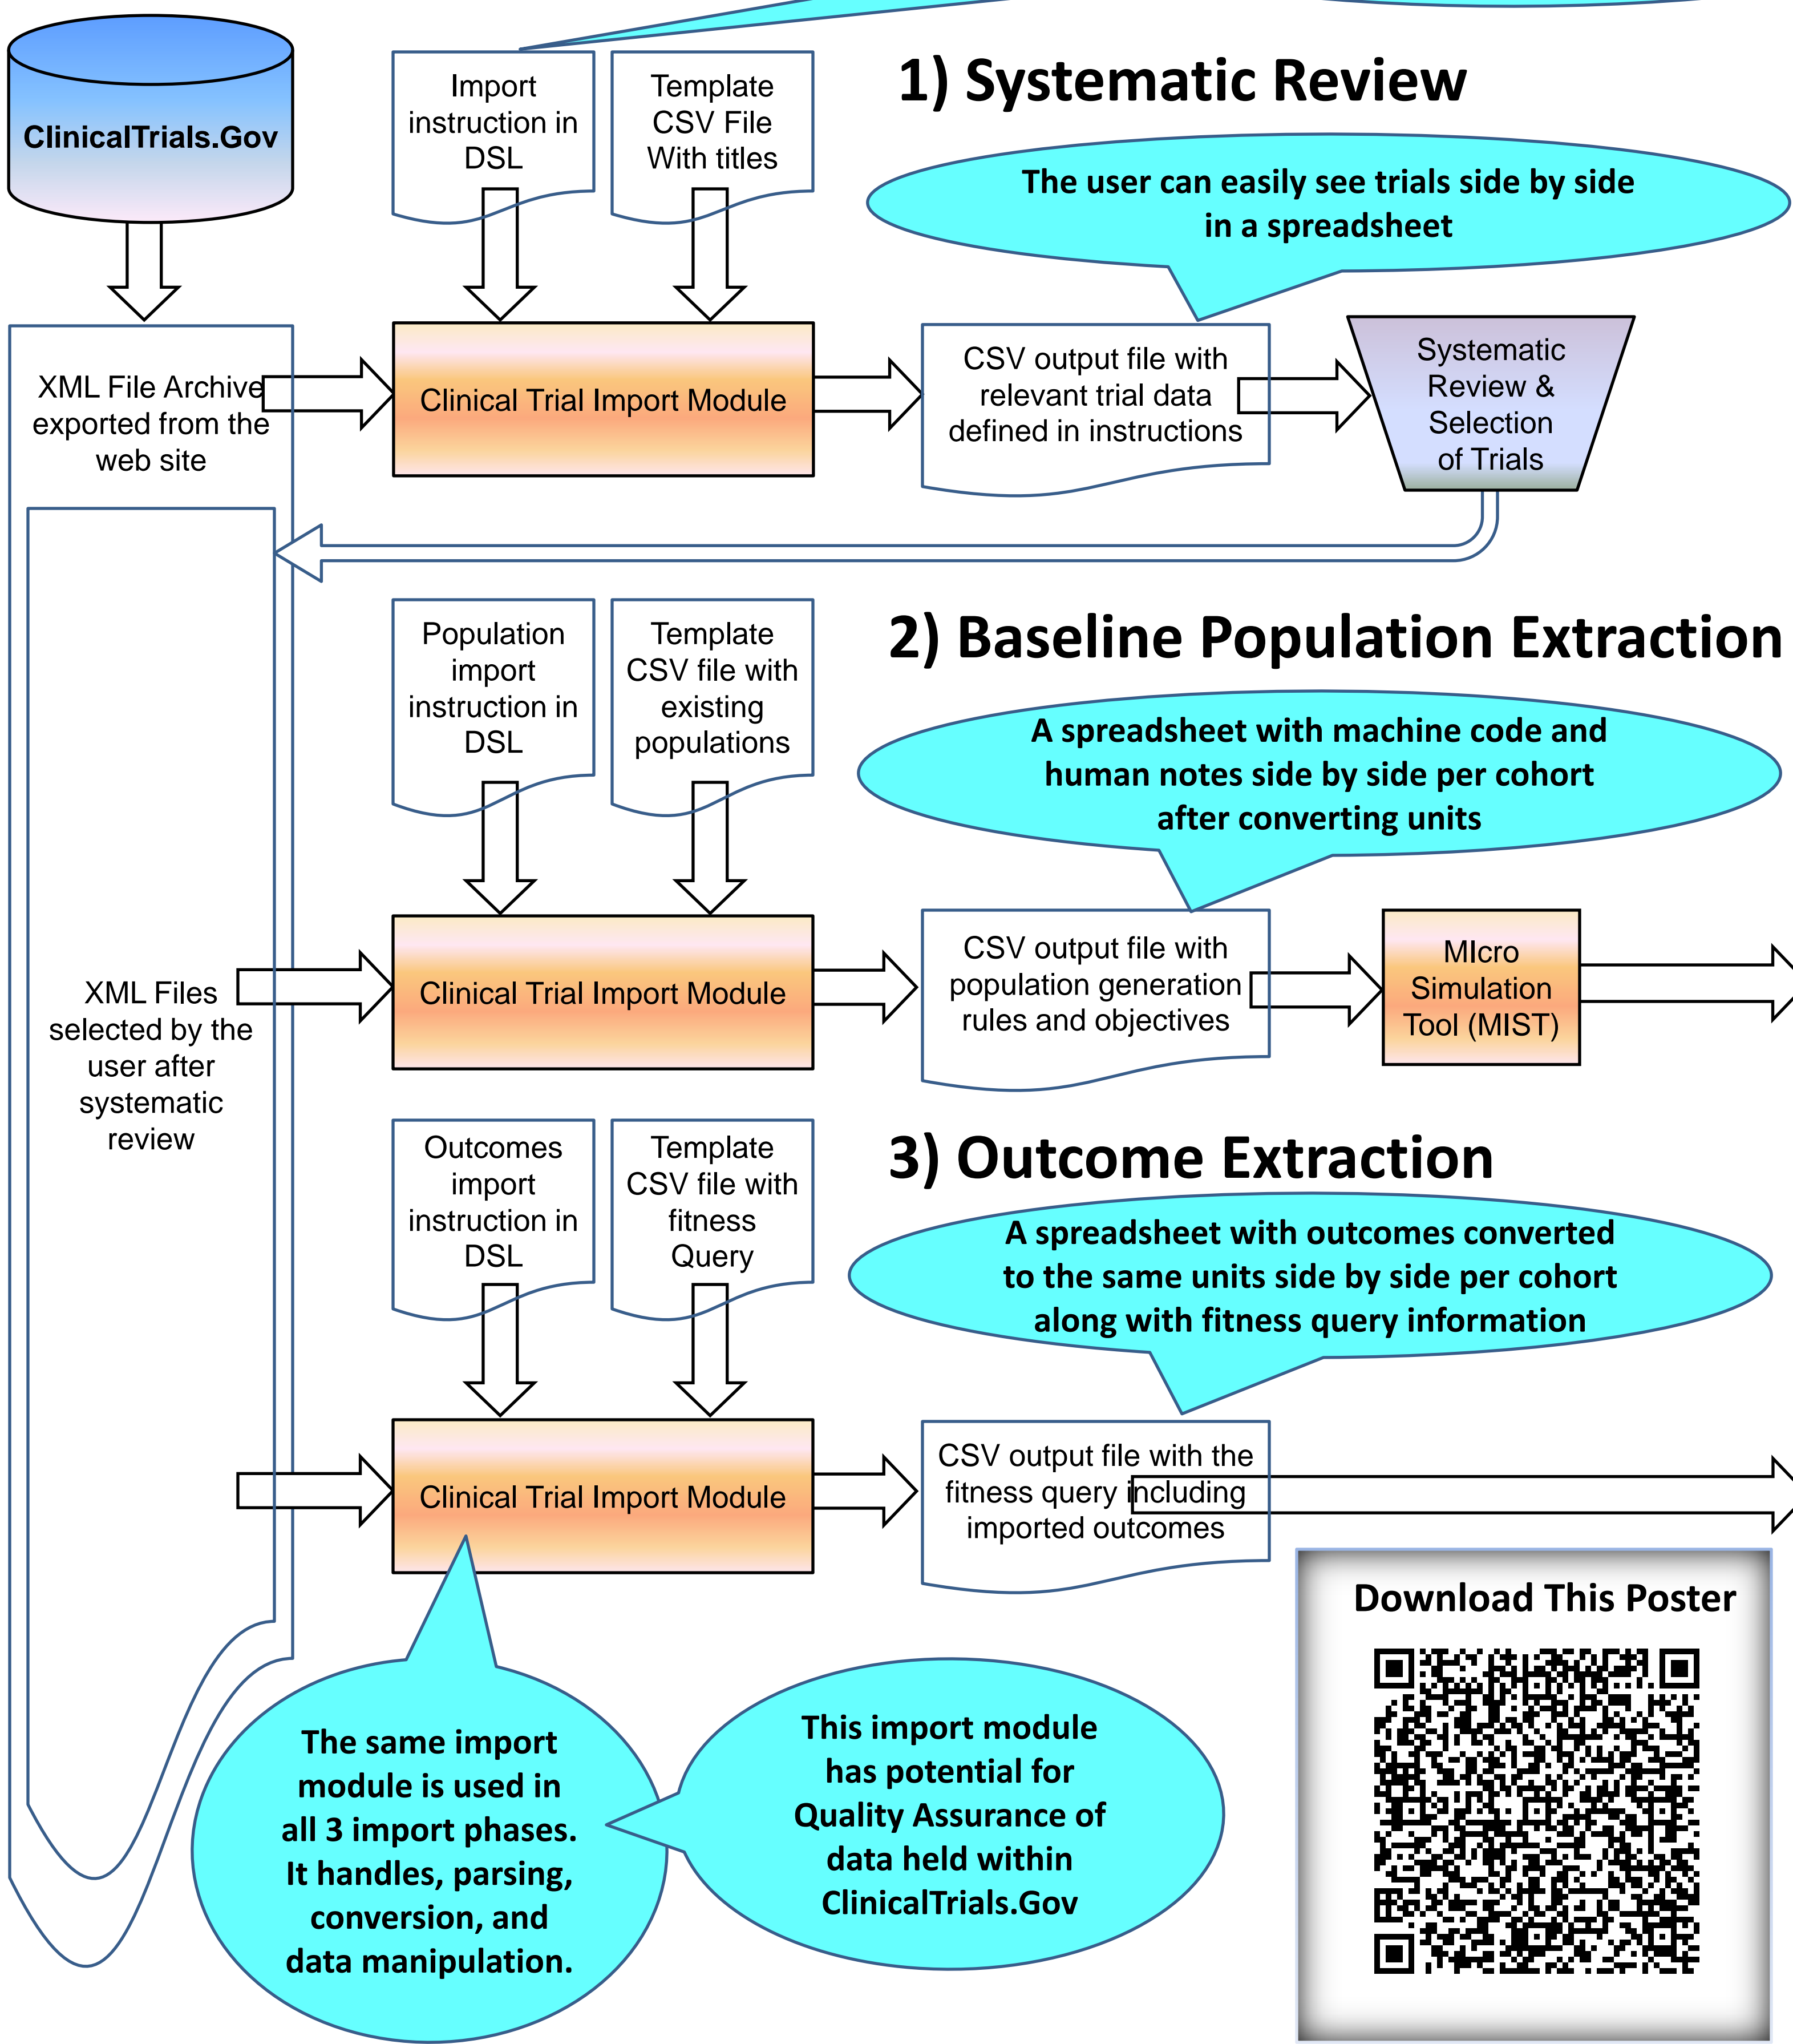 ClinicalTrials.Gov
Import
instruction in
DSL
Template
CSV File
With titles
1) Systematic Review
The user can easily see trials side by side
in a spreadsheet
XML File Archive
exported from the
web site
Clinical Trial Import Module
CSV output file with
relevant trial data
defined in instructions
Systematic
Review &
Selection
of Trials
Population
import
instruction in
DSL
Template
CSV file with
existing
populations
2) Baseline Population Extraction
A spreadsheet with machine code and
human notes side by side per cohort
after converting units
XML Files
selected by the
user after
systematic
review
Clinical Trial Import Module
CSV output file with
population generation
rules and objectives
MIcro
Simulation
Tool (MIST)
Outcomes
import
instruction in
DSL
Template
CSV file with
fitness
Query
3) Outcome Extraction
A spreadsheet with outcomes converted
to the same units side by side per cohort
along with fitness query information
Clinical Trial Import Module
CSV output file with the
fitness query including
imported outcomes
The same import
module is used in
all 3 import phases.
It handles, parsing,
conversion, and
data manipulation.
This import module
has potential for
Quality Assurance of
data held within
ClinicalTrials.Gov
Download This Poster